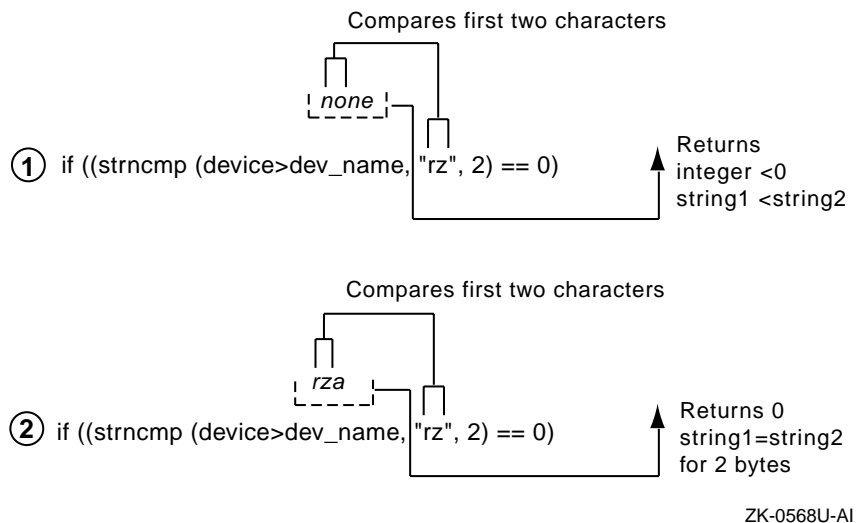 Compares first two characters
none
1 if ((strncmp (device>dev_name, "rz", 2) == 0)
Returns
integer <0
string1 <string2
Compares first two characters
rza
2 if ((strncmp (device>dev_name, "rz", 2) == 0)
Returns 0
string1=string2
for 2 bytes
ZK-0568U-AI